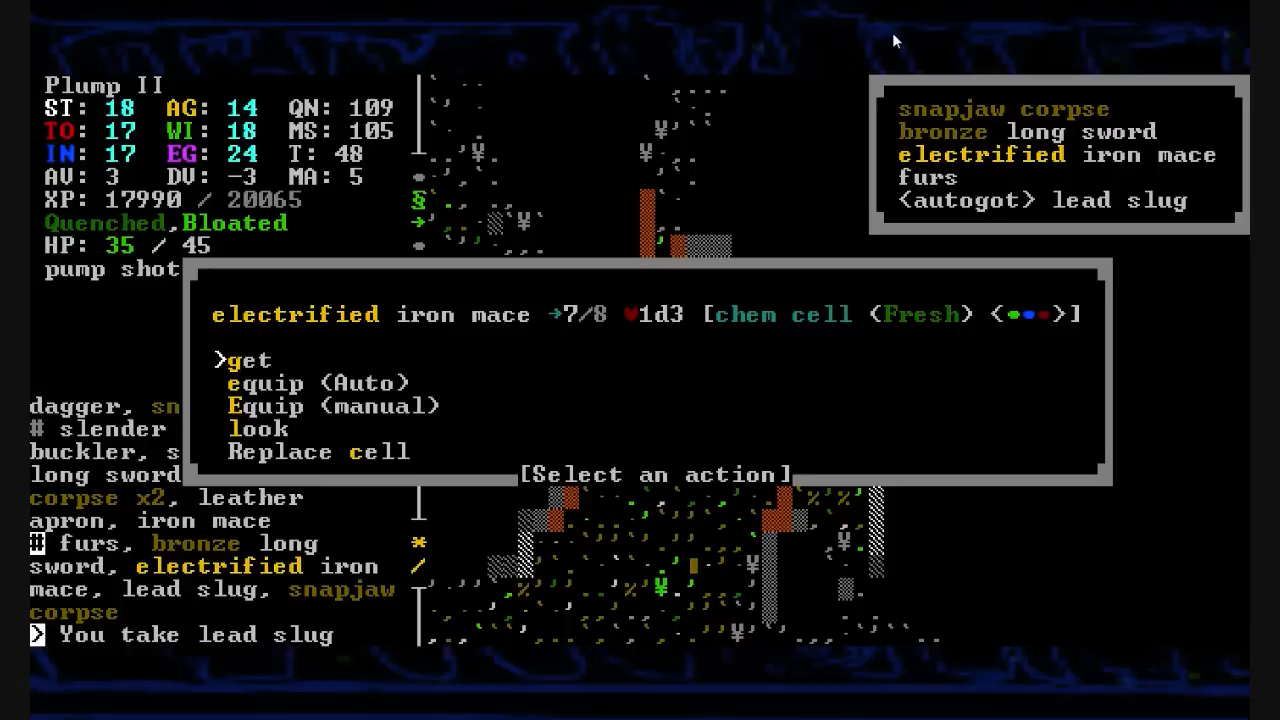 Plump II
ST: 18 AG: 14 QN: 109
TO: 17 WI: 18 MS: 105
IN: 17 EG: 24 T: 48
AV: 3 DV: -3 MA: 5
XP: 17990 / 20065
Quenched,Bloated
HP: 35 / 45
pump shot
snapjaw corpse
bronze long sword
electrified iron mace
furs
<autogot> lead slug
electrified iron mace →7/8 ♥1d3 [chem cell (Fresh) (●●●)]
>get
equip (Auto)
Equip (manual)
look
Replace cell
[Select an action]
dagger, sn
# slender
buckler, s
long sword
corpse x2, leather
apron, iron mace
# furs, bronze long
sword, electrified iron
mace, lead slug, snapjaw
corpse
> You take lead slug